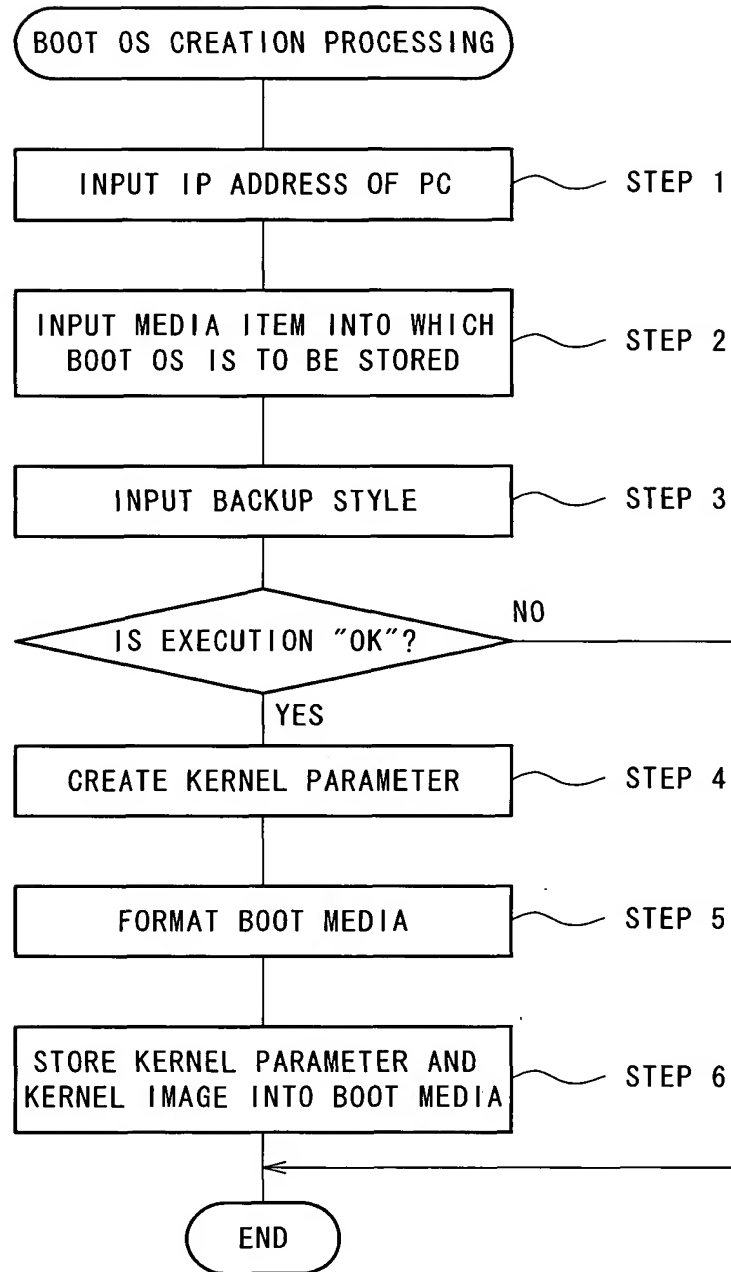 BOOT OS CREATION PROCESSING
INPUT IP ADDRESS OF PC
STEP 1
INPUT MEDIA ITEM INTO WHICH
BOOT OS IS TO BE STORED
STEP 2
INPUT BACKUP STYLE
STEP 3
IS EXECUTION "OK"?
NO
YES
CREATE KERNEL PARAMETER
STEP 4
FORMAT BOOT MEDIA
STEP 5
STORE KERNEL PARAMETER AND
KERNEL IMAGE INTO BOOT MEDIA
STEP 6
END